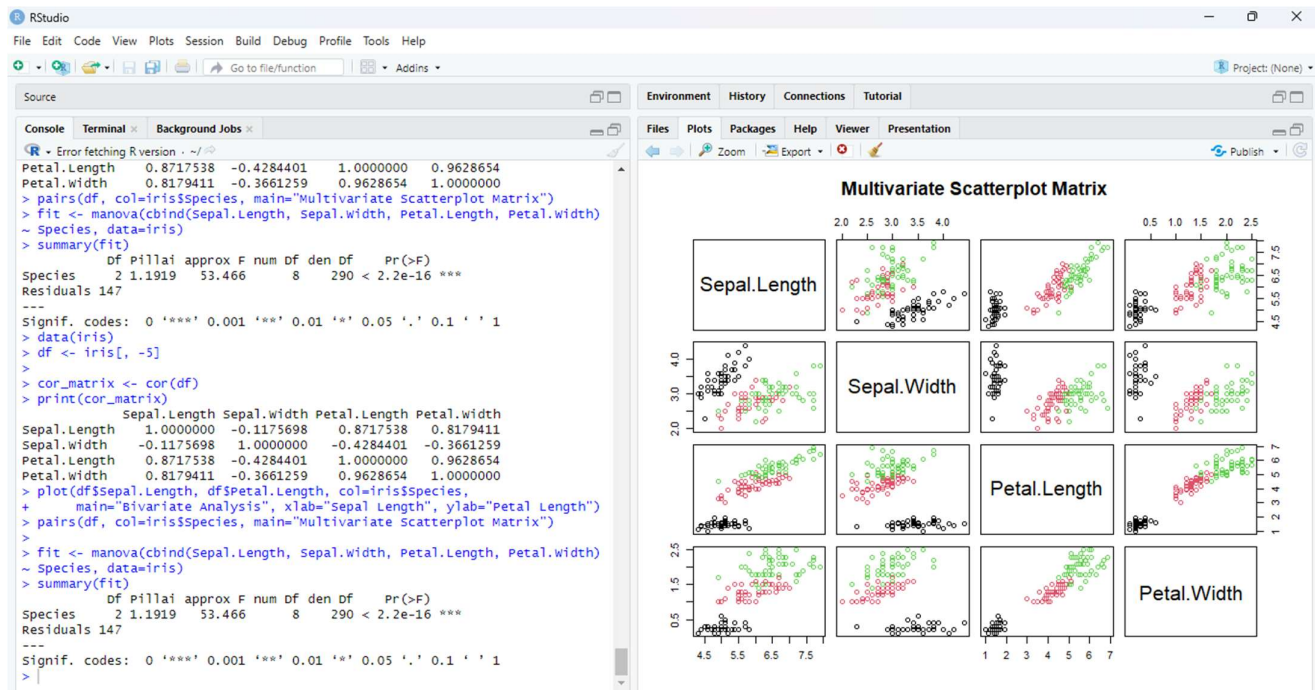 RStudio
File Edit Code View Plots Session Build Debug Profile Tools Help
Go to file/function
Addins
Project: (None)
Source
Console Terminal Background Jobs
R Error fetching R version · ~/
Petal.Length 0.8717538 -0.4284401 1.0000000 0.9628654
Petal.Width 0.8179411 -0.3661259 0.9628654 1.0000000
> pairs(df, col=iris$Species, main="Multivariate Scatterplot Matrix")
> fit <- manova(cbind(Sepal.Length, Sepal.Width, Petal.Length, Petal.Width)
~ Species, data=iris)
> summary(fit)
Df Pillai approx F num Df den Df Pr(>F)
Species 2 1.1919 53.466 8 290 < 2.2e-16 ***
Residuals 147
---
Signif. codes: 0 ‘***’ 0.001 ‘**’ 0.01 ‘*’ 0.05 ‘.’ 0.1 ‘ ’ 1
> data(iris)
> df <- iris[, -5]
>
> cor_matrix <- cor(df)
> print(cor_matrix)
Sepal.Length Sepal.Width Petal.Length Petal.Width
Sepal.Length 1.0000000 -0.1175698 0.8717538 0.8179411
Sepal.Width -0.1175698 1.0000000 -0.4284401 -0.3661259
Petal.Length 0.8717538 -0.4284401 1.0000000 0.9628654
Petal.Width 0.8179411 -0.3661259 0.9628654 1.0000000
> plot(df$Sepal.Length, df$Petal.Length, col=iris$Species,
+ main="Bivariate Analysis", xlab="Sepal Length", ylab="Petal Length")
> pairs(df, col=iris$Species, main="Multivariate Scatterplot Matrix")
>
> fit <- manova(cbind(Sepal.Length, Sepal.Width, Petal.Length, Petal.Width)
~ Species, data=iris)
> summary(fit)
Df Pillai approx F num Df den Df Pr(>F)
Species 2 1.1919 53.466 8 290 < 2.2e-16 ***
Residuals 147
---
Signif. codes: 0 ‘***’ 0.001 ‘**’ 0.01 ‘*’ 0.05 ‘.’ 0.1 ‘ ’ 1
>
Environment History Connections Tutorial
Files Plots Packages Help Viewer Presentation
Zoom Export Publish
Multivariate Scatterplot Matrix
2.0 3.0 4.0 0.5 1.0 1.5 2.0 2.5
Sepal.Length
4.5 5.5 6.5 7.5
2.0 3.0 4.0
Sepal.Width
Petal.Length
1 2 3 4 5 6 7
0.5 1.5 2.5
Petal.Width
4.5 5.5 6.5 7.5 1 2 3 4 5 6 7